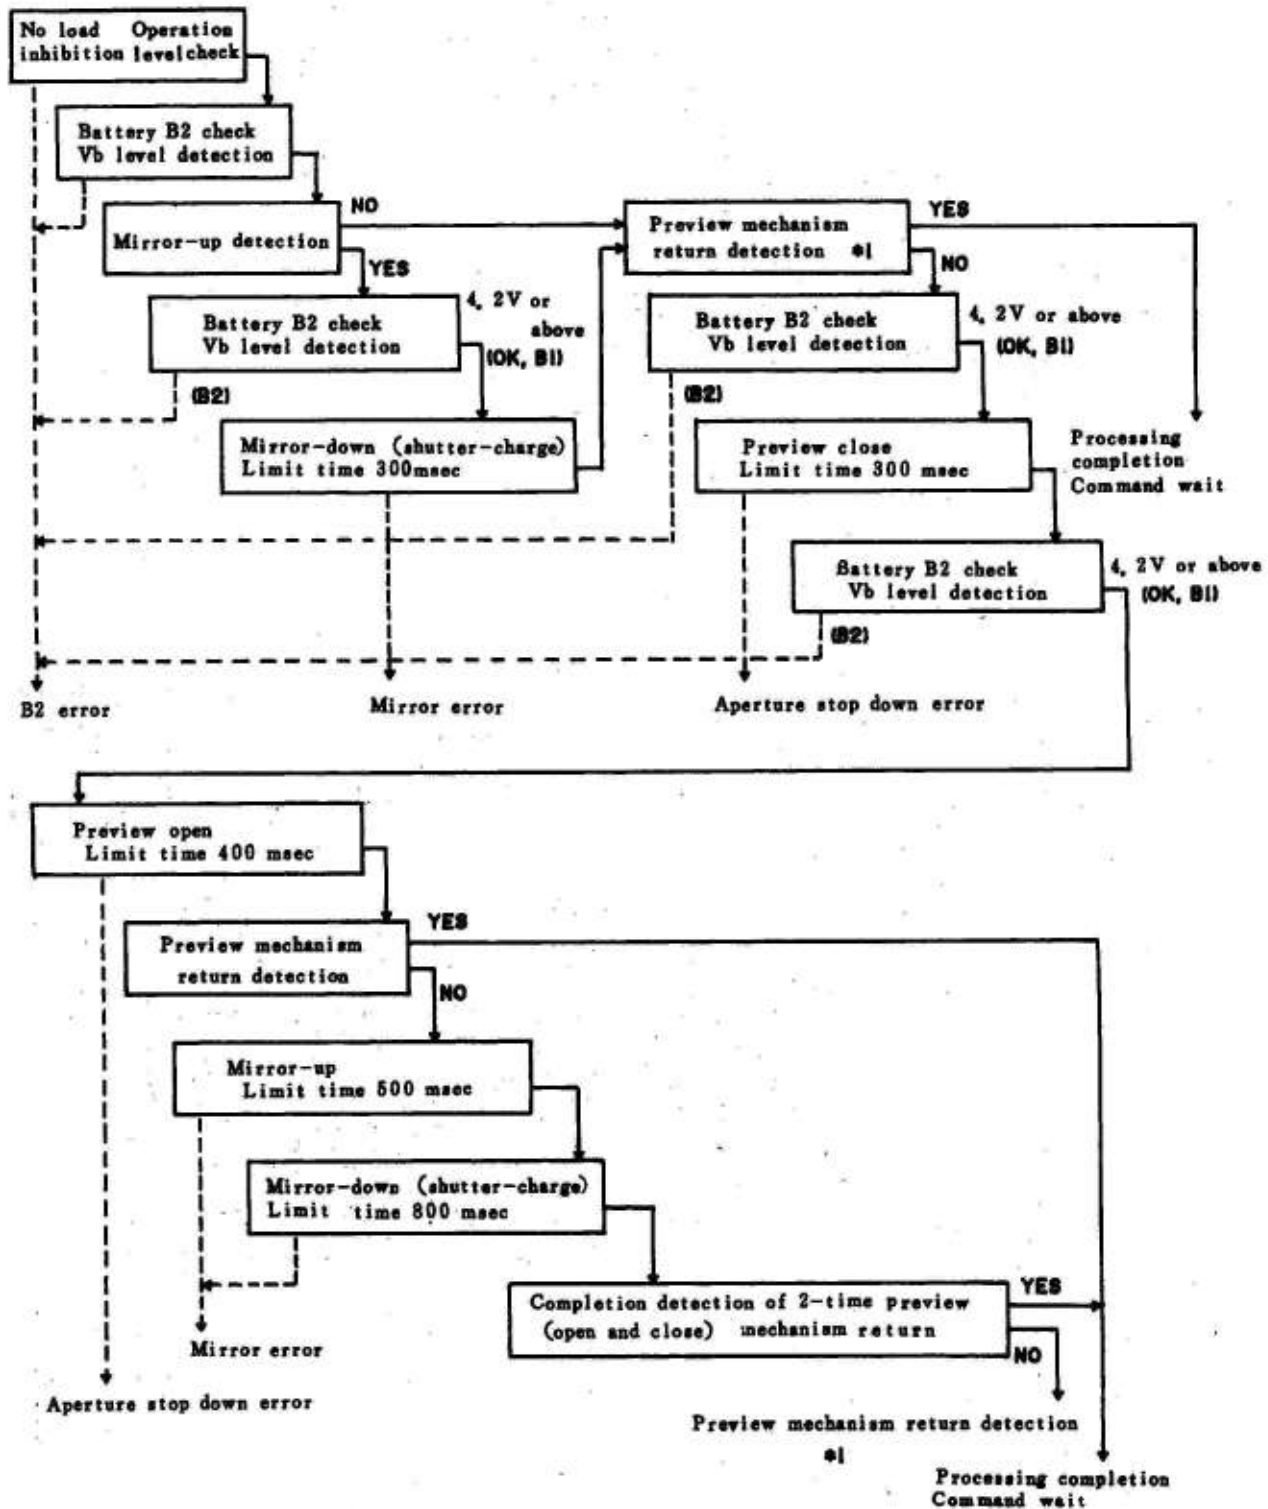 No load Operation
inhibition level check
Battery B2 check
Vb level detection
Mirror-up detection
NO
YES
Preview mechanism
return detection *1
YES
NO
Battery B2 check
Vb level detection
4, 2V or
above
(OK, B1)
(B2)
Battery B2 check
Vb level detection
4, 2V or above
(OK, B1)
(B2)
Mirror-down (shutter-charge)
Limit time 300msec
Preview close
Limit time 300 msec
Processing
completion
Command wait
Battery B2 check
Vb level detection
4, 2V or above
(OK, B1)
(B2)
B2 error
Mirror error
Aperture stop down error
Preview open
Limit time 400 msec
Preview mechanism
return detection
YES
NO
Mirror-up
Limit time 500 msec
Mirror-down (shutter-charge)
Limit time 800 msec
Completion detection of 2-time preview
(open and close) mechanism return
YES
NO
Mirror error
Aperture stop down error
Preview mechanism return detection
*1
Processing completion
Command wait